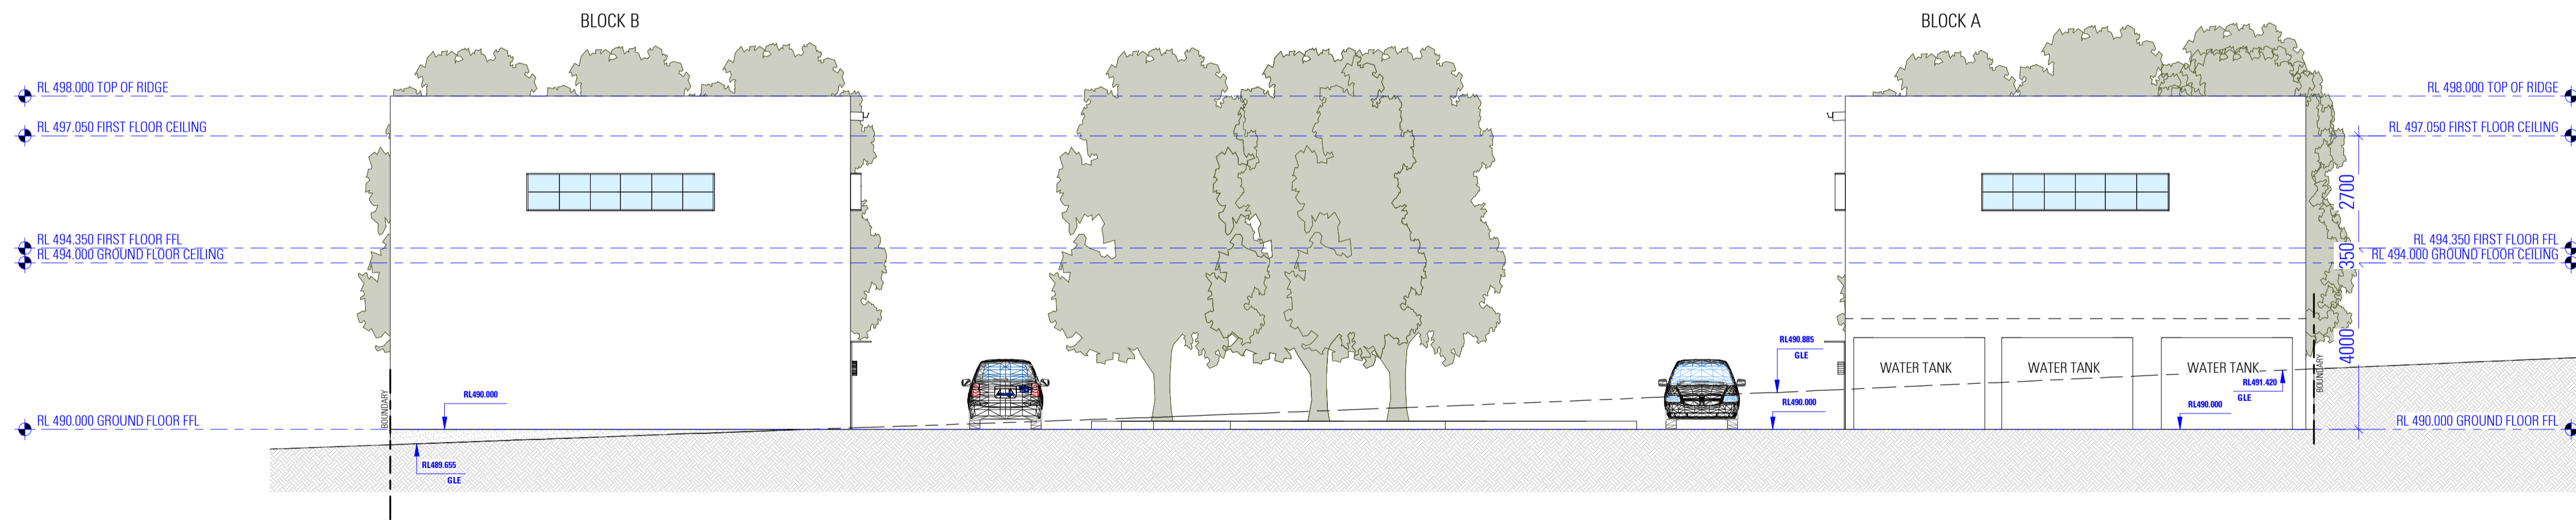 BLOCK B
BLOCK A
RL 498.000 TOP OF RIDGE
RL 498.000 TOP OF RIDGE
RL 497.050 FIRST FLOOR CEILING
RL 497.050 FIRST FLOOR CEILING
2700
RL 494.350 FIRST FLOOR FFL
RL 494.350 FIRST FLOOR FFL
350
RL 494.000 GROUND FLOOR CEILING
RL 494.000 GROUND FLOOR CEILING
4000
RL490.885
GLE
WATER TANK
WATER TANK
WATER TANK
BOUNDARY
RL491.420
GLE
BOUNDARY
RL490.000
RL490.000
RL490.000
RL 490.000 GROUND FLOOR FFL
RL 490.000 GROUND FLOOR FFL
RL489.655
GLE